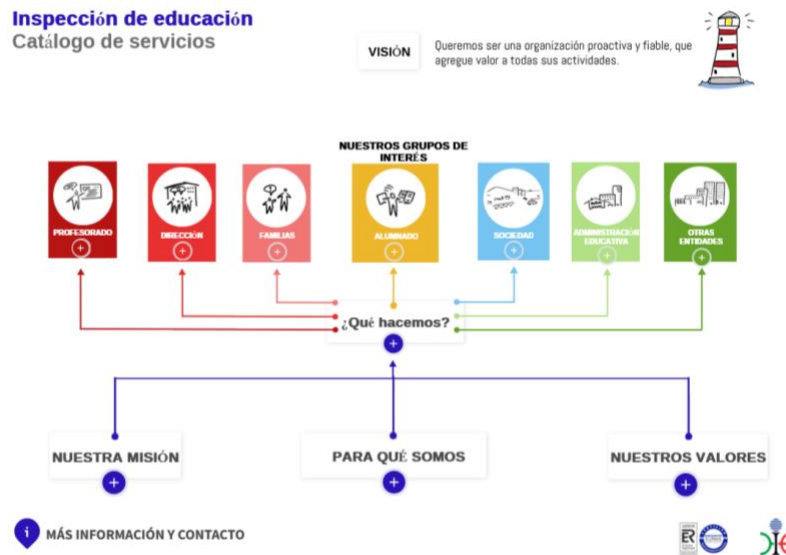 Inspección de educación
Catálogo de servicios
VISIÓN
Queremos ser una organización proactiva y fiable, que
agregue valor a todas sus actividades.
NUESTROS GRUPOS DE
INTERÉS
PROFESORADO
DIRECCIÓN
FAMILIAS
ALUMNADO
SOCIEDAD
ADMINISTRACIÓN
EDUCATIVA
OTRAS
ENTIDADES
¿Qué hacemos?
NUESTRA MISIÓN
PARA QUÉ SOMOS
NUESTROS VALORES
i MÁS INFORMACIÓN Y CONTACTO
ER